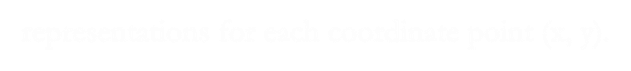 representations for each coordinate point (x, y).